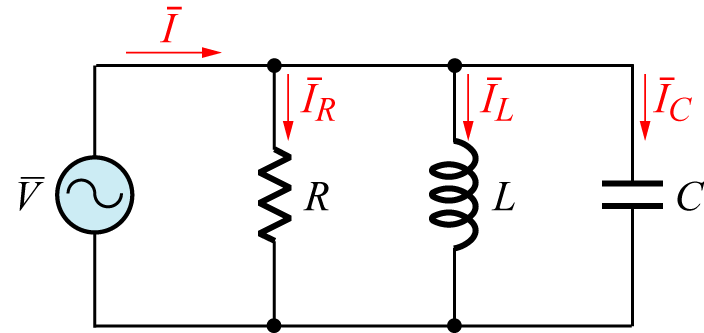 Ī
Ī_R Ī_L Ī_C
V̄ R L C